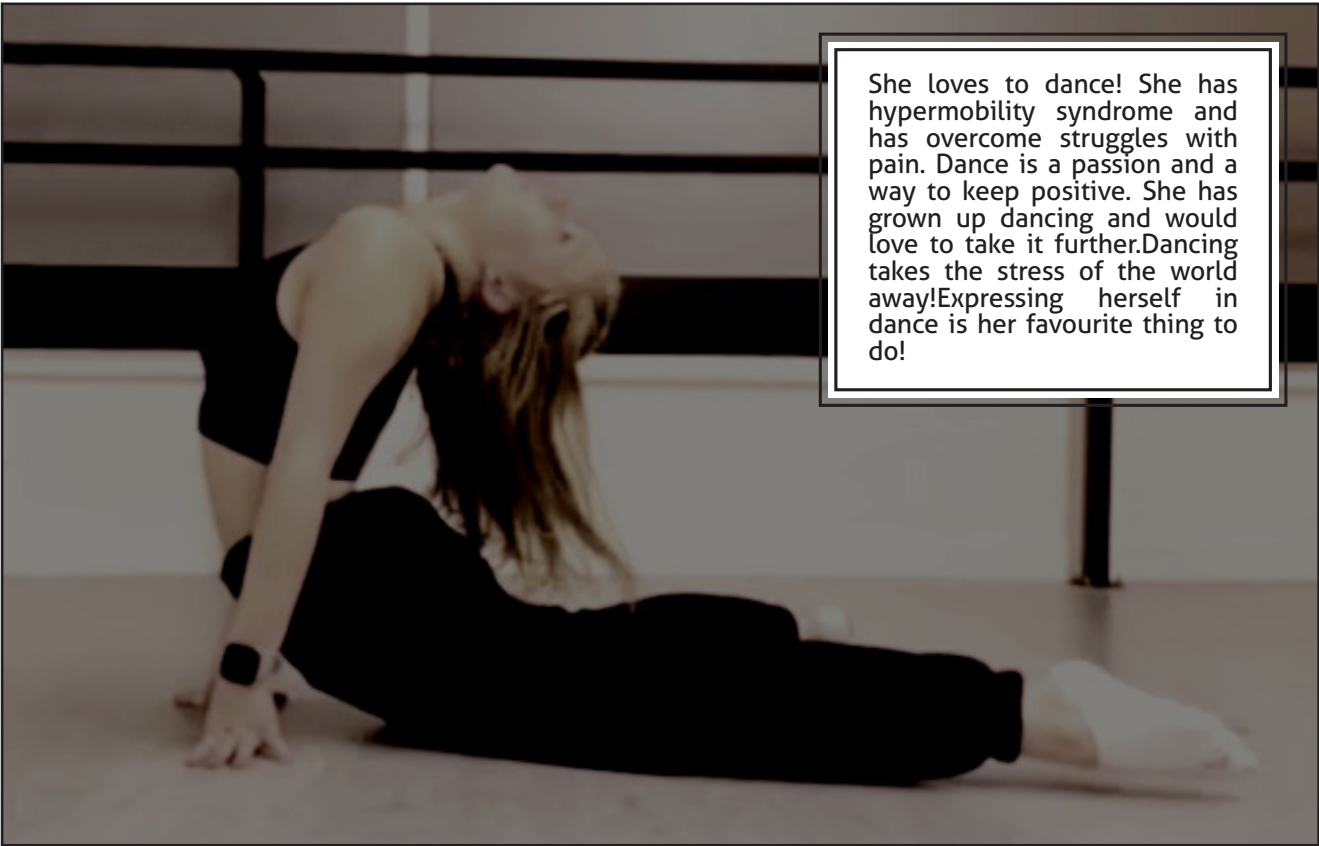 She loves to dance! She has
hypermobility syndrome and
has overcome struggles with
pain. Dance is a passion and a
way to keep positive. She has
grown up dancing and would
love to take it further.Dancing
takes the stress of the world
away!Expressing herself in
dance is her favourite thing to
do!